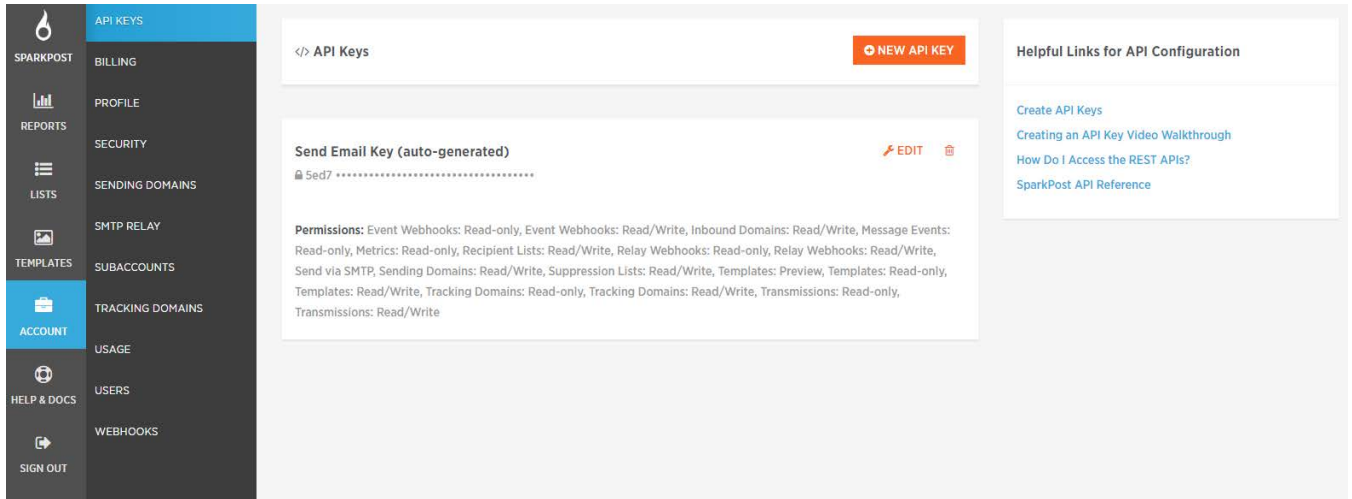 SPARKPOST
REPORTS
LISTS
TEMPLATES
ACCOUNT
HELP & DOCS
SIGN OUT
API KEYS
BILLING
PROFILE
SECURITY
SENDING DOMAINS
SMTP RELAY
SUBACCOUNTS
TRACKING DOMAINS
USAGE
USERS
WEBHOOKS
</> API Keys
NEW API KEY
Send Email Key (auto-generated)
EDIT
5ed7 ••••••••••••••••••••••••••••••••••••
Permissions: Event Webhooks: Read-only, Event Webhooks: Read/Write, Inbound Domains: Read/Write, Message Events:
Read-only, Metrics: Read-only, Recipient Lists: Read/Write, Relay Webhooks: Read-only, Relay Webhooks: Read/Write,
Send via SMTP, Sending Domains: Read/Write, Suppression Lists: Read/Write, Templates: Preview, Templates: Read-only,
Templates: Read/Write, Tracking Domains: Read-only, Tracking Domains: Read/Write, Transmissions: Read-only,
Transmissions: Read/Write
Helpful Links for API Configuration
Create API Keys
Creating an API Key Video Walkthrough
How Do I Access the REST APIs?
SparkPost API Reference